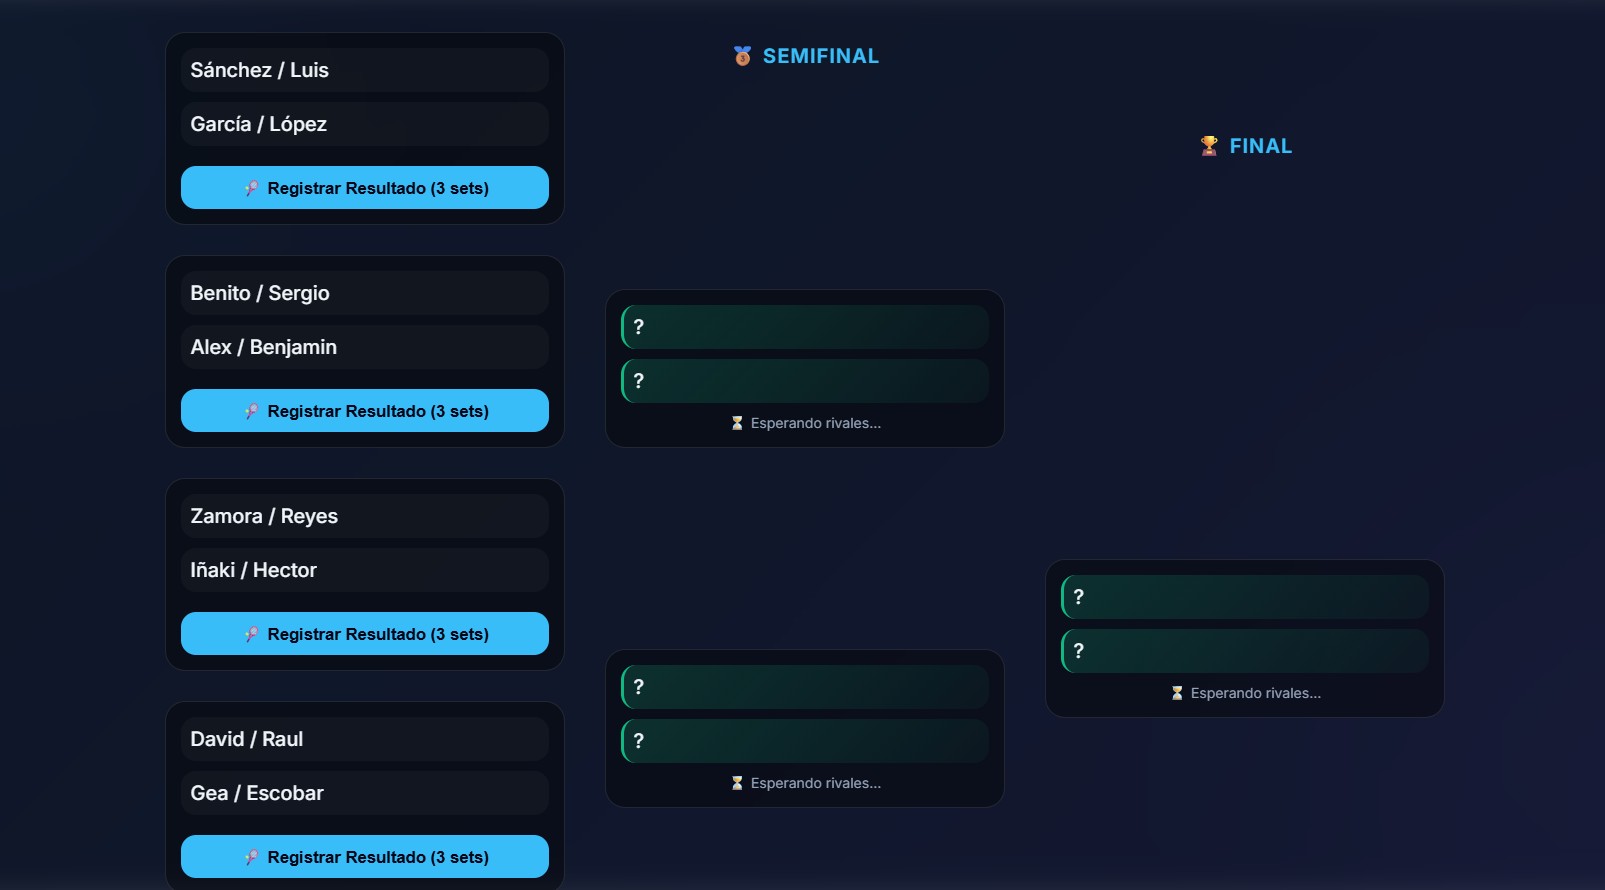 Sánchez / Luis
García / López
Registrar Resultado (3 sets)
Benito / Sergio
Alex / Benjamin
Registrar Resultado (3 sets)
Zamora / Reyes
Iñaki / Hector
Registrar Resultado (3 sets)
David / Raul
Gea / Escobar
Registrar Resultado (3 sets)
SEMIFINAL
?
?
Esperando rivales...
?
?
Esperando rivales...
FINAL
?
?
Esperando rivales...